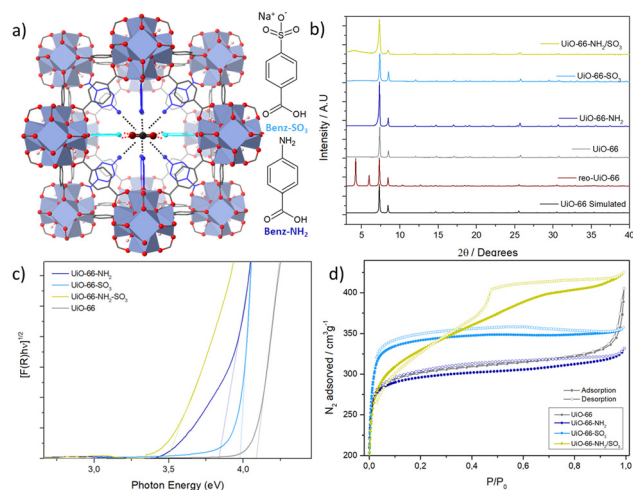 a)
Na⁺ O⁻
O=S=O
O OH
Benz-SO₃
NH₂
O OH
Benz-NH₂
b)
Intensity / A.U
UiO-66-NH₂/SO₃
UiO-66-SO₃
UiO-66-NH₂
UiO-66
reo-UiO-66
UiO-66 Simulated
5 10 15 20 25 30 35 40
2θ / Degrees
c)
UiO-66-NH₂
UiO-66-SO₃
UiO-66-NH₂-SO₃
UiO-66
[F(R)hν]^1/2
3,0 3,5 4,0
Photon Energy (eV)
d)
N₂ adsorbed / cm³g⁻¹
400
350
300
250
200
Adsorption
Desorption
UiO-66
UiO-66-NH₂
UiO-66-SO₃
UiO-66-NH₂/SO₃
0,0 0,2 0,4 0,6 0,8 1,0
P/P₀